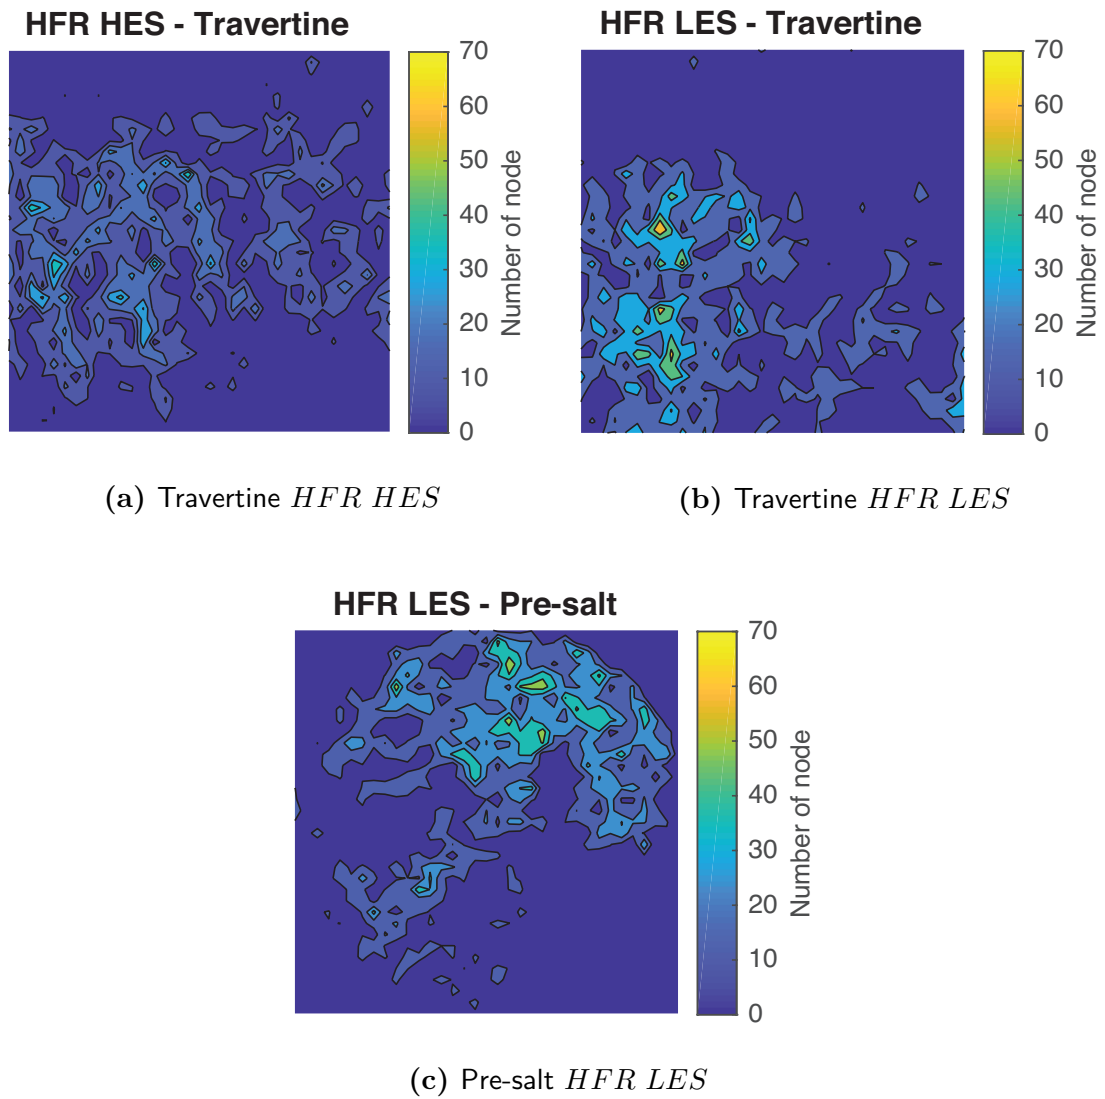 HFR HES - Travertine
70
60
50
40
30
20
10
0
Number of node
HFR LES - Travertine
70
60
50
40
30
20
10
0
Number of node
(a) Travertine HFR HES
(b) Travertine HFR LES
HFR LES - Pre-salt
70
60
50
40
30
20
10
0
Number of node
(c) Pre-salt HFR LES